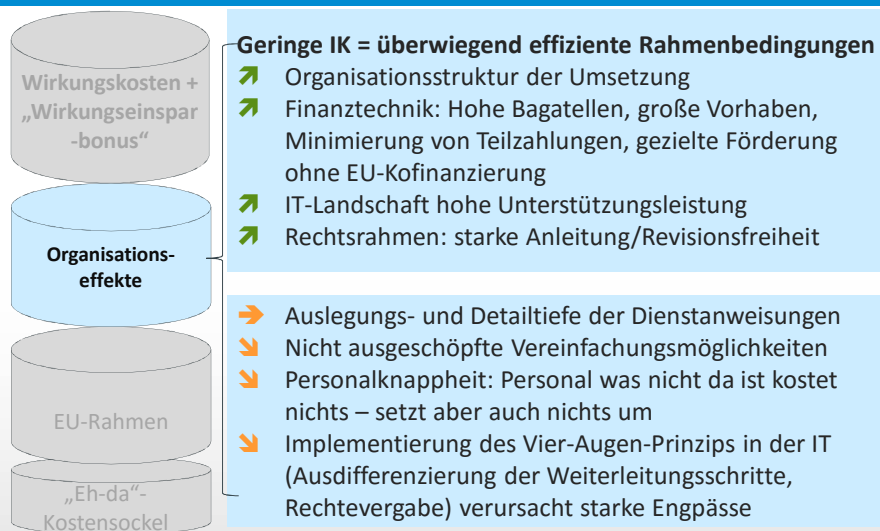 Wirkungskosten +
„Wirkungseinspar
-bonus“
Organisations-
effekte
EU-Rahmen
„Eh-da“-
Kostensockel
Geringe IK = überwiegend effiziente Rahmenbedingungen
Organisationsstruktur der Umsetzung
Finanztechnik: Hohe Bagatellen, große Vorhaben,
Minimierung von Teilzahlungen, gezielte Förderung
ohne EU-Kofinanzierung
IT-Landschaft hohe Unterstützungsleistung
Rechtsrahmen: starke Anleitung/Revisionsfreiheit
Auslegungs- und Detailtiefe der Dienstanweisungen
Nicht ausgeschöpfte Vereinfachungsmöglichkeiten
Personalknappheit: Personal was nicht da ist kostet
nichts – setzt aber auch nichts um
Implementierung des Vier-Augen-Prinzips in der IT
(Ausdifferenzierung der Weiterleitungsschritte,
Rechtevergabe) verursacht starke Engpässe